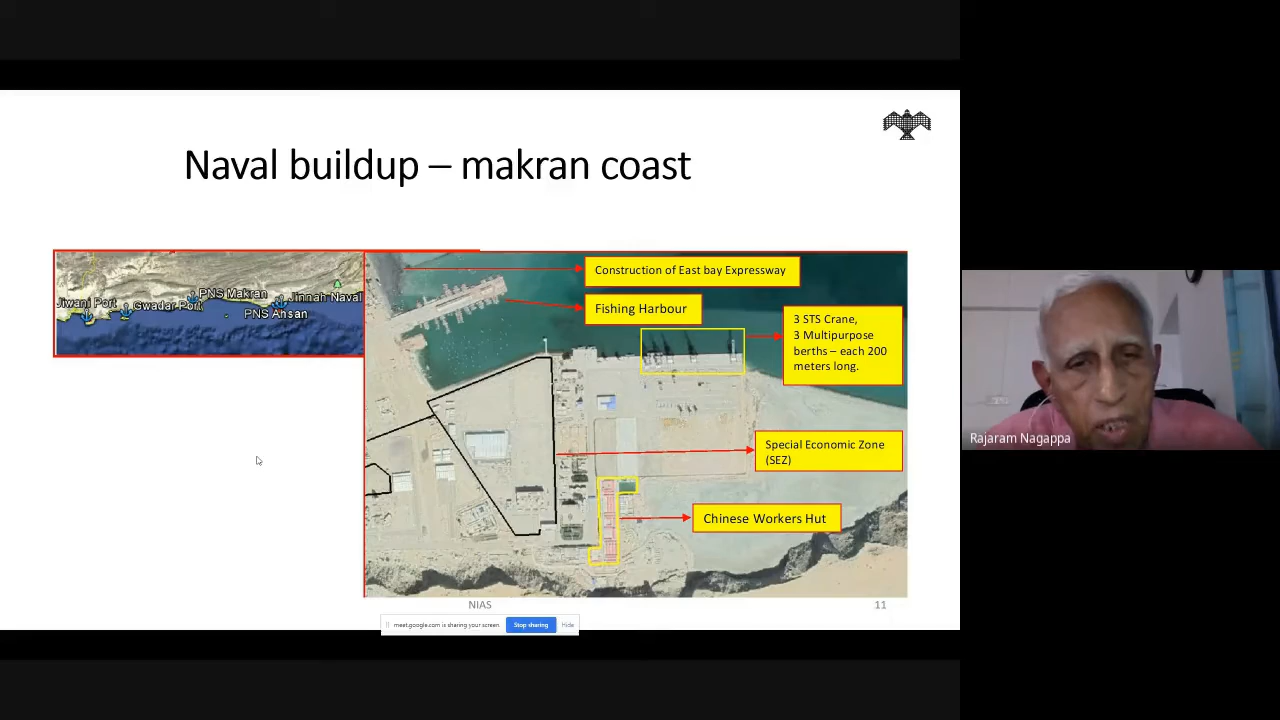 Naval buildup – makran coast
Jiwani Port
Gwadar Port
PNS Makran
Jinnah Naval
PNS Ahsan
Construction of East bay Expressway
Fishing Harbour
3 STS Crane,
3 Multipurpose
berths – each 200
meters long.
Special Economic Zone
(SEZ)
Chinese Workers Hut
NIAS
11
meet.google.com is sharing your screen.
Stop sharing
Hide
Rajaram Nagappa